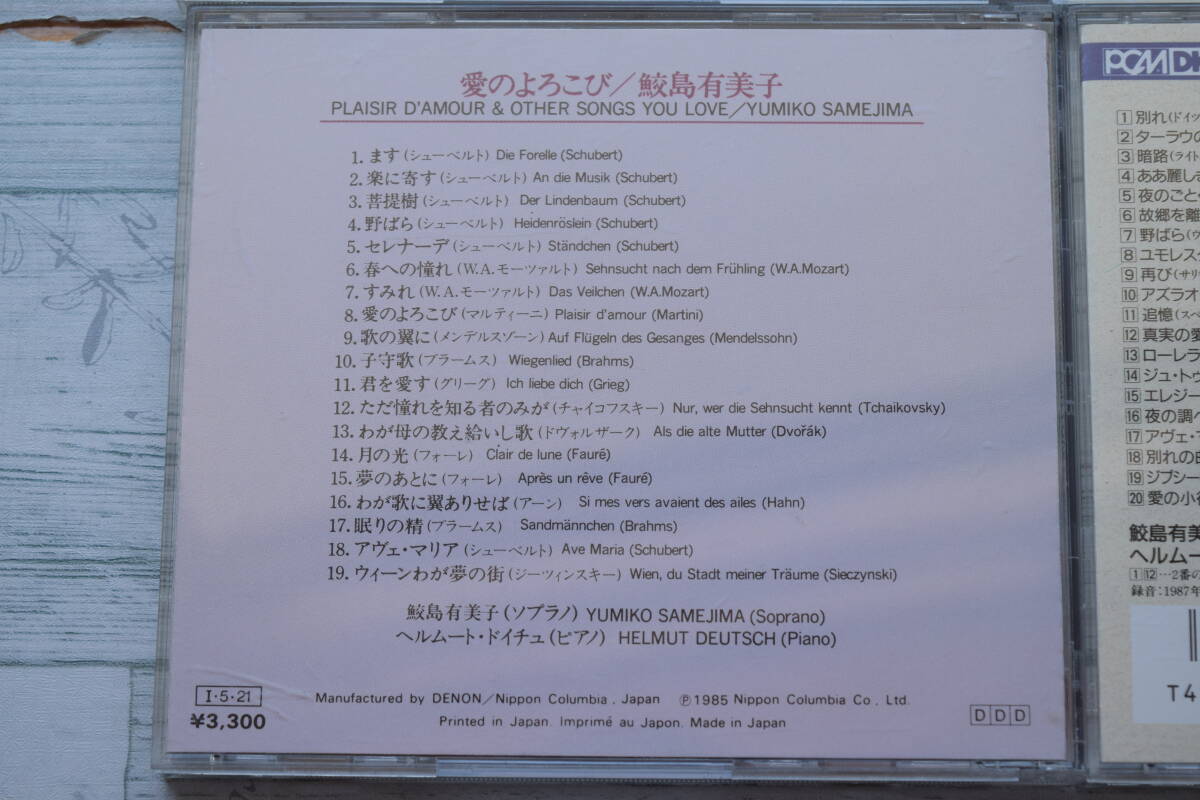 愛のよろこび/鮫島有美子
PLAISIR D'AMOUR & OTHER SONGS YOU LOVE/YUMIKO SAMEJIMA
1. ます(シューベルト) Die Forelle (Schubert)
2. 楽に寄す(シューベルト) An die Musik (Schubert)
3. 菩提樹(シューベルト) Der Lindenbaum (Schubert)
4. 野ばら(シューベルト) Heidenröslein (Schubert)
5. セレナーデ(シューベルト) Ständchen (Schubert)
6. 春への憧れ(W.A.モーツァルト) Sehnsucht nach dem Frühling (W.A.Mozart)
7. すみれ(W.A.モーツァルト) Das Veilchen (W.A.Mozart)
8. 愛のよろこび(マルティーニ) Plaisir d'amour (Martini)
9. 歌の翼に(メンデルスゾーン) Auf Flügeln des Gesanges (Mendelssohn)
10. 子守歌(ブラームス) Wiegenlied (Brahms)
11. 君を愛す(グリーグ) Ich liebe dich (Grieg)
12. ただ憧れを知る者のみが(チャイコフスキー) Nur, wer die Sehnsucht kennt (Tchaikovsky)
13. わが母の教え給いし歌(ドヴォルザーク) Als die alte Mutter (Dvořák)
14. 月の光(フォーレ) Clair de lune (Fauré)
15. 夢のあとに(フォーレ) Après un rêve (Fauré)
16. わが歌に翼ありせば(アーン) Si mes vers avaient des ailes (Hahn)
17. 眠りの精(ブラームス) Sandmännchen (Brahms)
18. アヴェ・マリア(シューベルト) Ave Maria (Schubert)
19. ウィーンわが夢の街(ジーツィンスキー) Wien, du Stadt meiner Träume (Sieczynski)
鮫島有美子(ソプラノ) YUMIKO SAMEJIMA (Soprano)
ヘルムート・ドイチュ(ピアノ) HELMUT DEUTSCH (Piano)
I・5・21
¥3,300
Manufactured by DENON/Nippon Columbia, Japan ℗1985 Nippon Columbia Co., Ltd.
Printed in Japan. Imprimé au Japon. Made in Japan
DDD
PCM DI
1 別れ(ドイツ
2 ターラウの
3 暗路(ライト
4 ああ麗しき
5 夜のごとく
6 故郷を離
7 野ばら(ウ
8 ユモレスク
9 再び(サリ
10 アズラオ
11 追憶(スペ
12 真実の愛
13 ローレラ
14 ジュ・トゥ
15 エレジー
16 夜の調べ
17 アヴェ・マ
18 別れの曲
19 ジプシー
20 愛の小夜
鮫島有美
ヘルムー
1 12…2番の
録音:1987年
T4